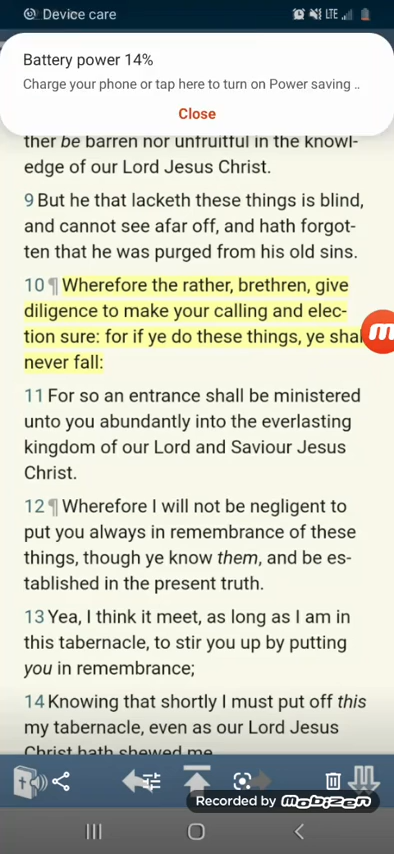 Device care
LTE
Battery power 14%
Charge your phone or tap here to turn on Power saving ..
Close
ther be barren nor unfruitful in the knowl-
edge of our Lord Jesus Christ.
9 But he that lacketh these things is blind,
and cannot see afar off, and hath forgot-
ten that he was purged from his old sins.
10 ¶ Wherefore the rather, brethren, give
diligence to make your calling and elec-
tion sure: for if ye do these things, ye shal
never fall:
11 For so an entrance shall be ministered
unto you abundantly into the everlasting
kingdom of our Lord and Saviour Jesus
Christ.
12 ¶ Wherefore I will not be negligent to
put you always in remembrance of these
things, though ye know them, and be es-
tablished in the present truth.
13 Yea, I think it meet, as long as I am in
this tabernacle, to stir you up by putting
you in remembrance;
14 Knowing that shortly I must put off this
my tabernacle, even as our Lord Jesus
Christ hath shewed me
Recorded by mobizen